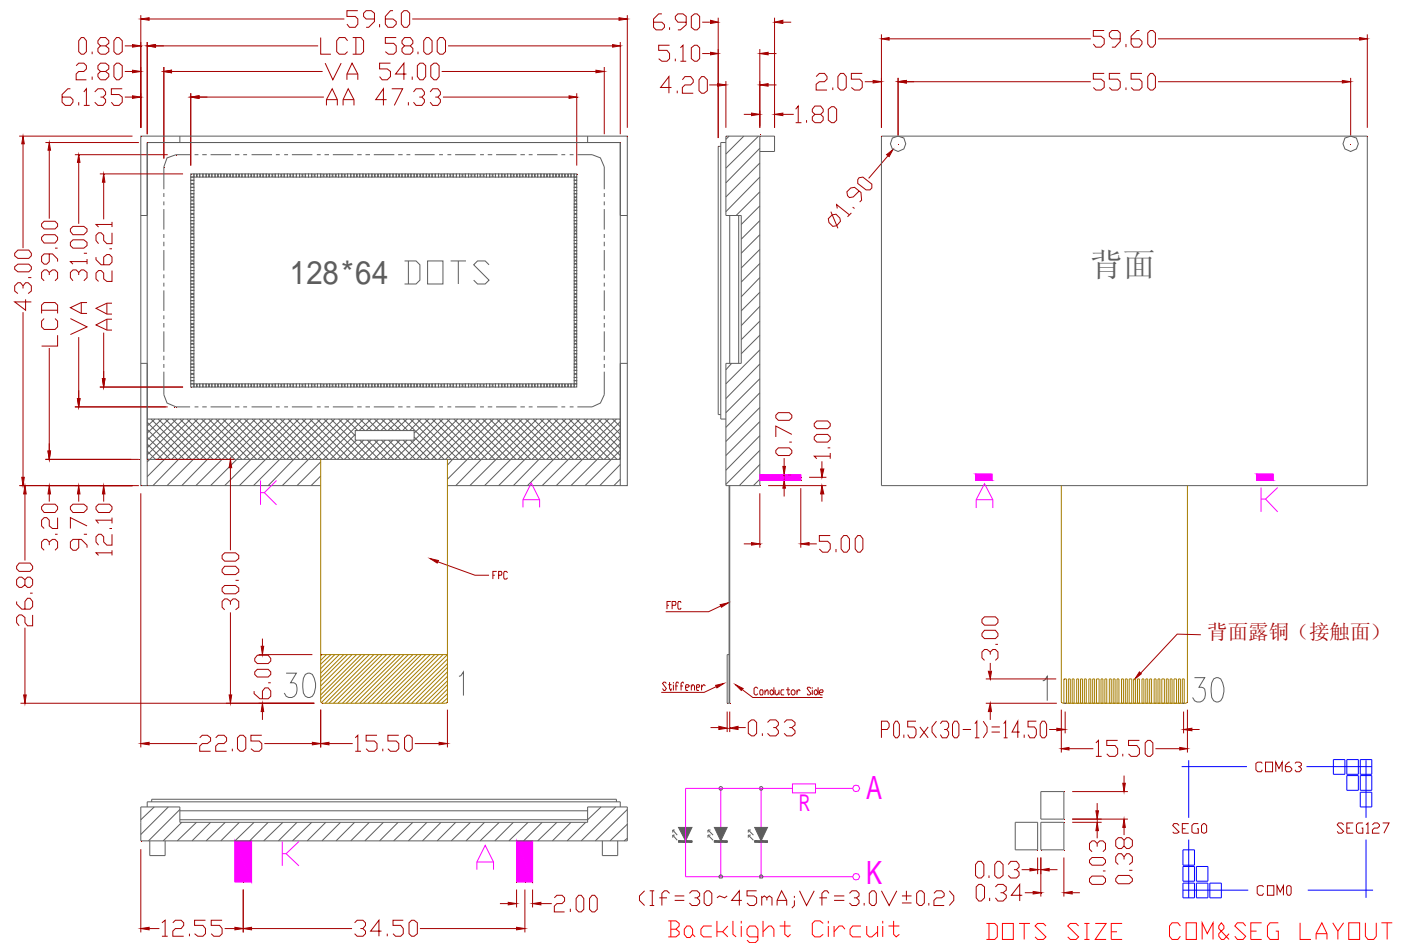 59.60
0.80
LCD 58.00
2.80
VA 54.00
6.135
AA 47.33
43.00
LCD 39.00
VA 31.00
AA 26.21
128*64 DOTS
K
A
3.20
9.70
12.10
26.80
30.00
6.00
FPC
30
1
22.05
15.50
6.90
5.10
4.20
1.80
0.70
1.00
5.00
FPC
Stiffener
Conductor Side
0.33
59.60
2.05
55.50
Ø1.90
背面
A
K
3.00
背面露铜（接触面）
1
30
P0.5x(30-1)=14.50
15.50
K
A
2.00
12.55
34.50
R
A
K
(If=30~45mA;Vf=3.0V±0.2)
Backlight Circuit
0.03
0.34
0.03
0.38
DOTS SIZE
COM63
SEG0
SEG127
COM0
COM&SEG LAYOUT